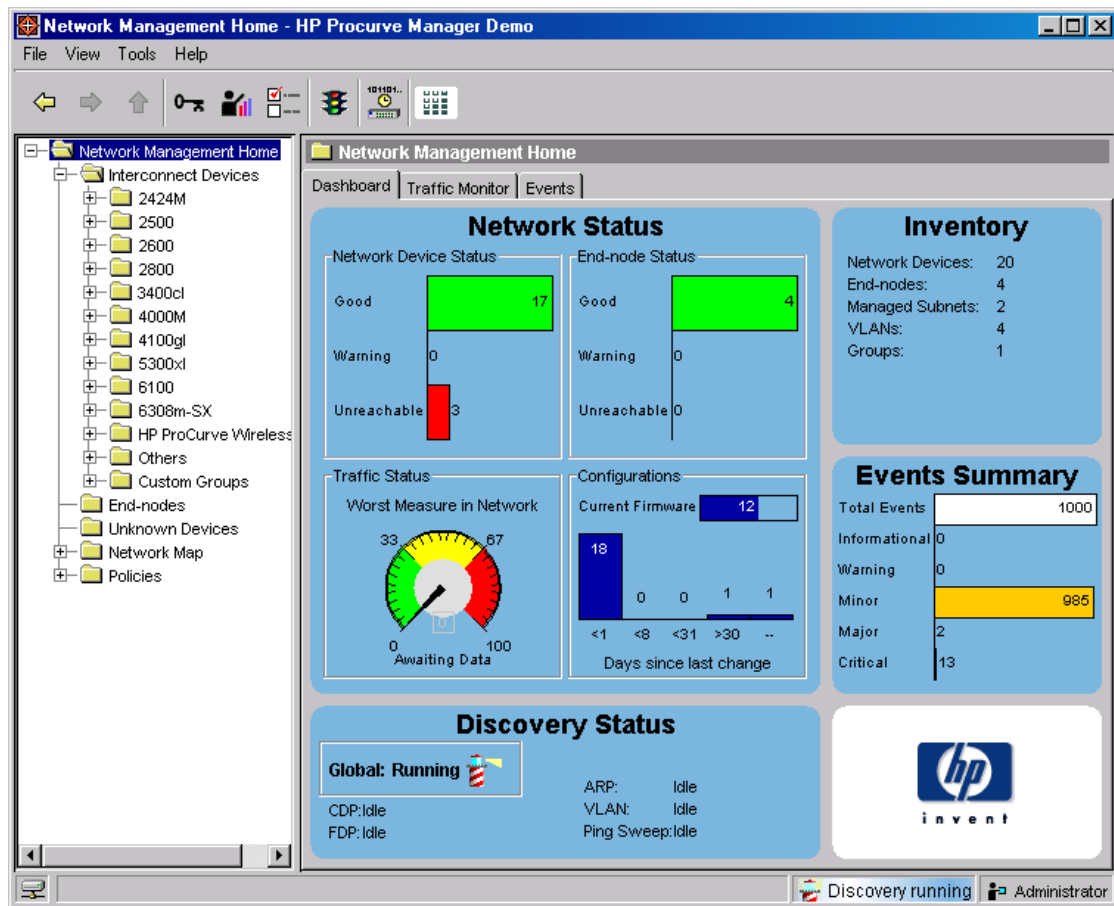 Network Management Home - HP Procurve Manager Demo
File View Tools Help
101101..
Network Management Home
Interconnect Devices
2424M
2500
2600
2800
3400cl
4000M
4100gl
5300xl
6100
6308m-SX
HP ProCurve Wireless
Others
Custom Groups
End-nodes
Unknown Devices
Network Map
Policies
Network Management Home
Dashboard Traffic Monitor Events
Network Status
Network Device Status
Good 17
Warning 0
Unreachable 3
End-node Status
Good 4
Warning 0
Unreachable 0
Traffic Status
Worst Measure in Network
33 67
0
0 100
Awaiting Data
Configurations
Current Firmware 12
18 0 0 1 1
<1 <8 <31 >30 --
Days since last change
Inventory
Network Devices: 20
End-nodes: 4
Managed Subnets: 2
VLANs: 4
Groups: 1
Events Summary
Total Events 1000
Informational 0
Warning 0
Minor 985
Major 2
Critical 13
Discovery Status
Global: Running
CDP:Idle
FDP:Idle
ARP: Idle
VLAN: Idle
Ping Sweep:Idle
hp
invent
Discovery running Administrator